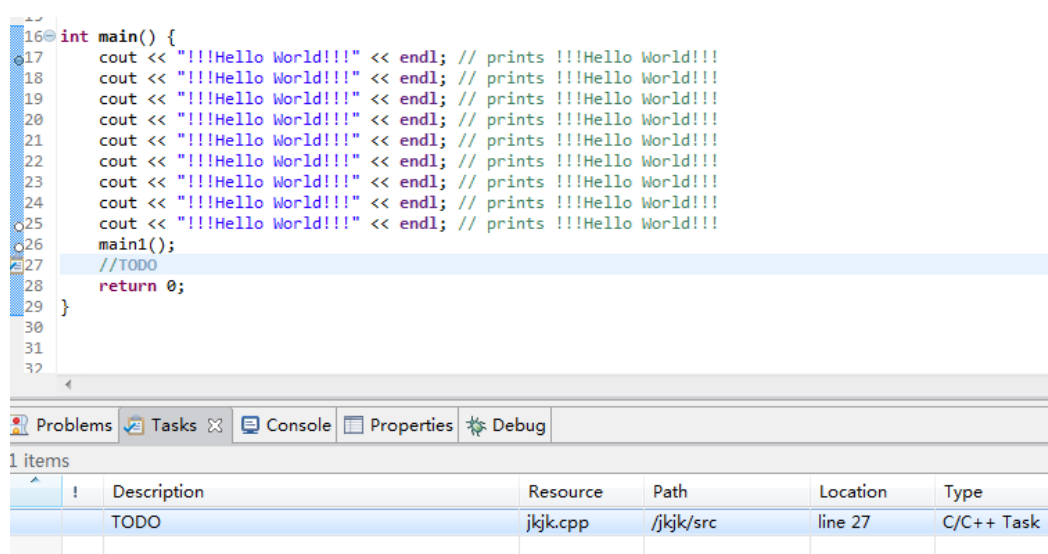 16 int main() {
17 cout << "!!!Hello World!!!" << endl; // prints !!!Hello World!!!
18 cout << "!!!Hello World!!!" << endl; // prints !!!Hello World!!!
19 cout << "!!!Hello World!!!" << endl; // prints !!!Hello World!!!
20 cout << "!!!Hello World!!!" << endl; // prints !!!Hello World!!!
21 cout << "!!!Hello World!!!" << endl; // prints !!!Hello World!!!
22 cout << "!!!Hello World!!!" << endl; // prints !!!Hello World!!!
23 cout << "!!!Hello World!!!" << endl; // prints !!!Hello World!!!
24 cout << "!!!Hello World!!!" << endl; // prints !!!Hello World!!!
25 cout << "!!!Hello World!!!" << endl; // prints !!!Hello World!!!
26 main1();
27 //TODO
28 return 0;
29 }
30
31
32
Problems Tasks Console Properties Debug
1 items
! Description Resource Path Location Type
TODO jkjk.cpp /jkjk/src line 27 C/C++ Task